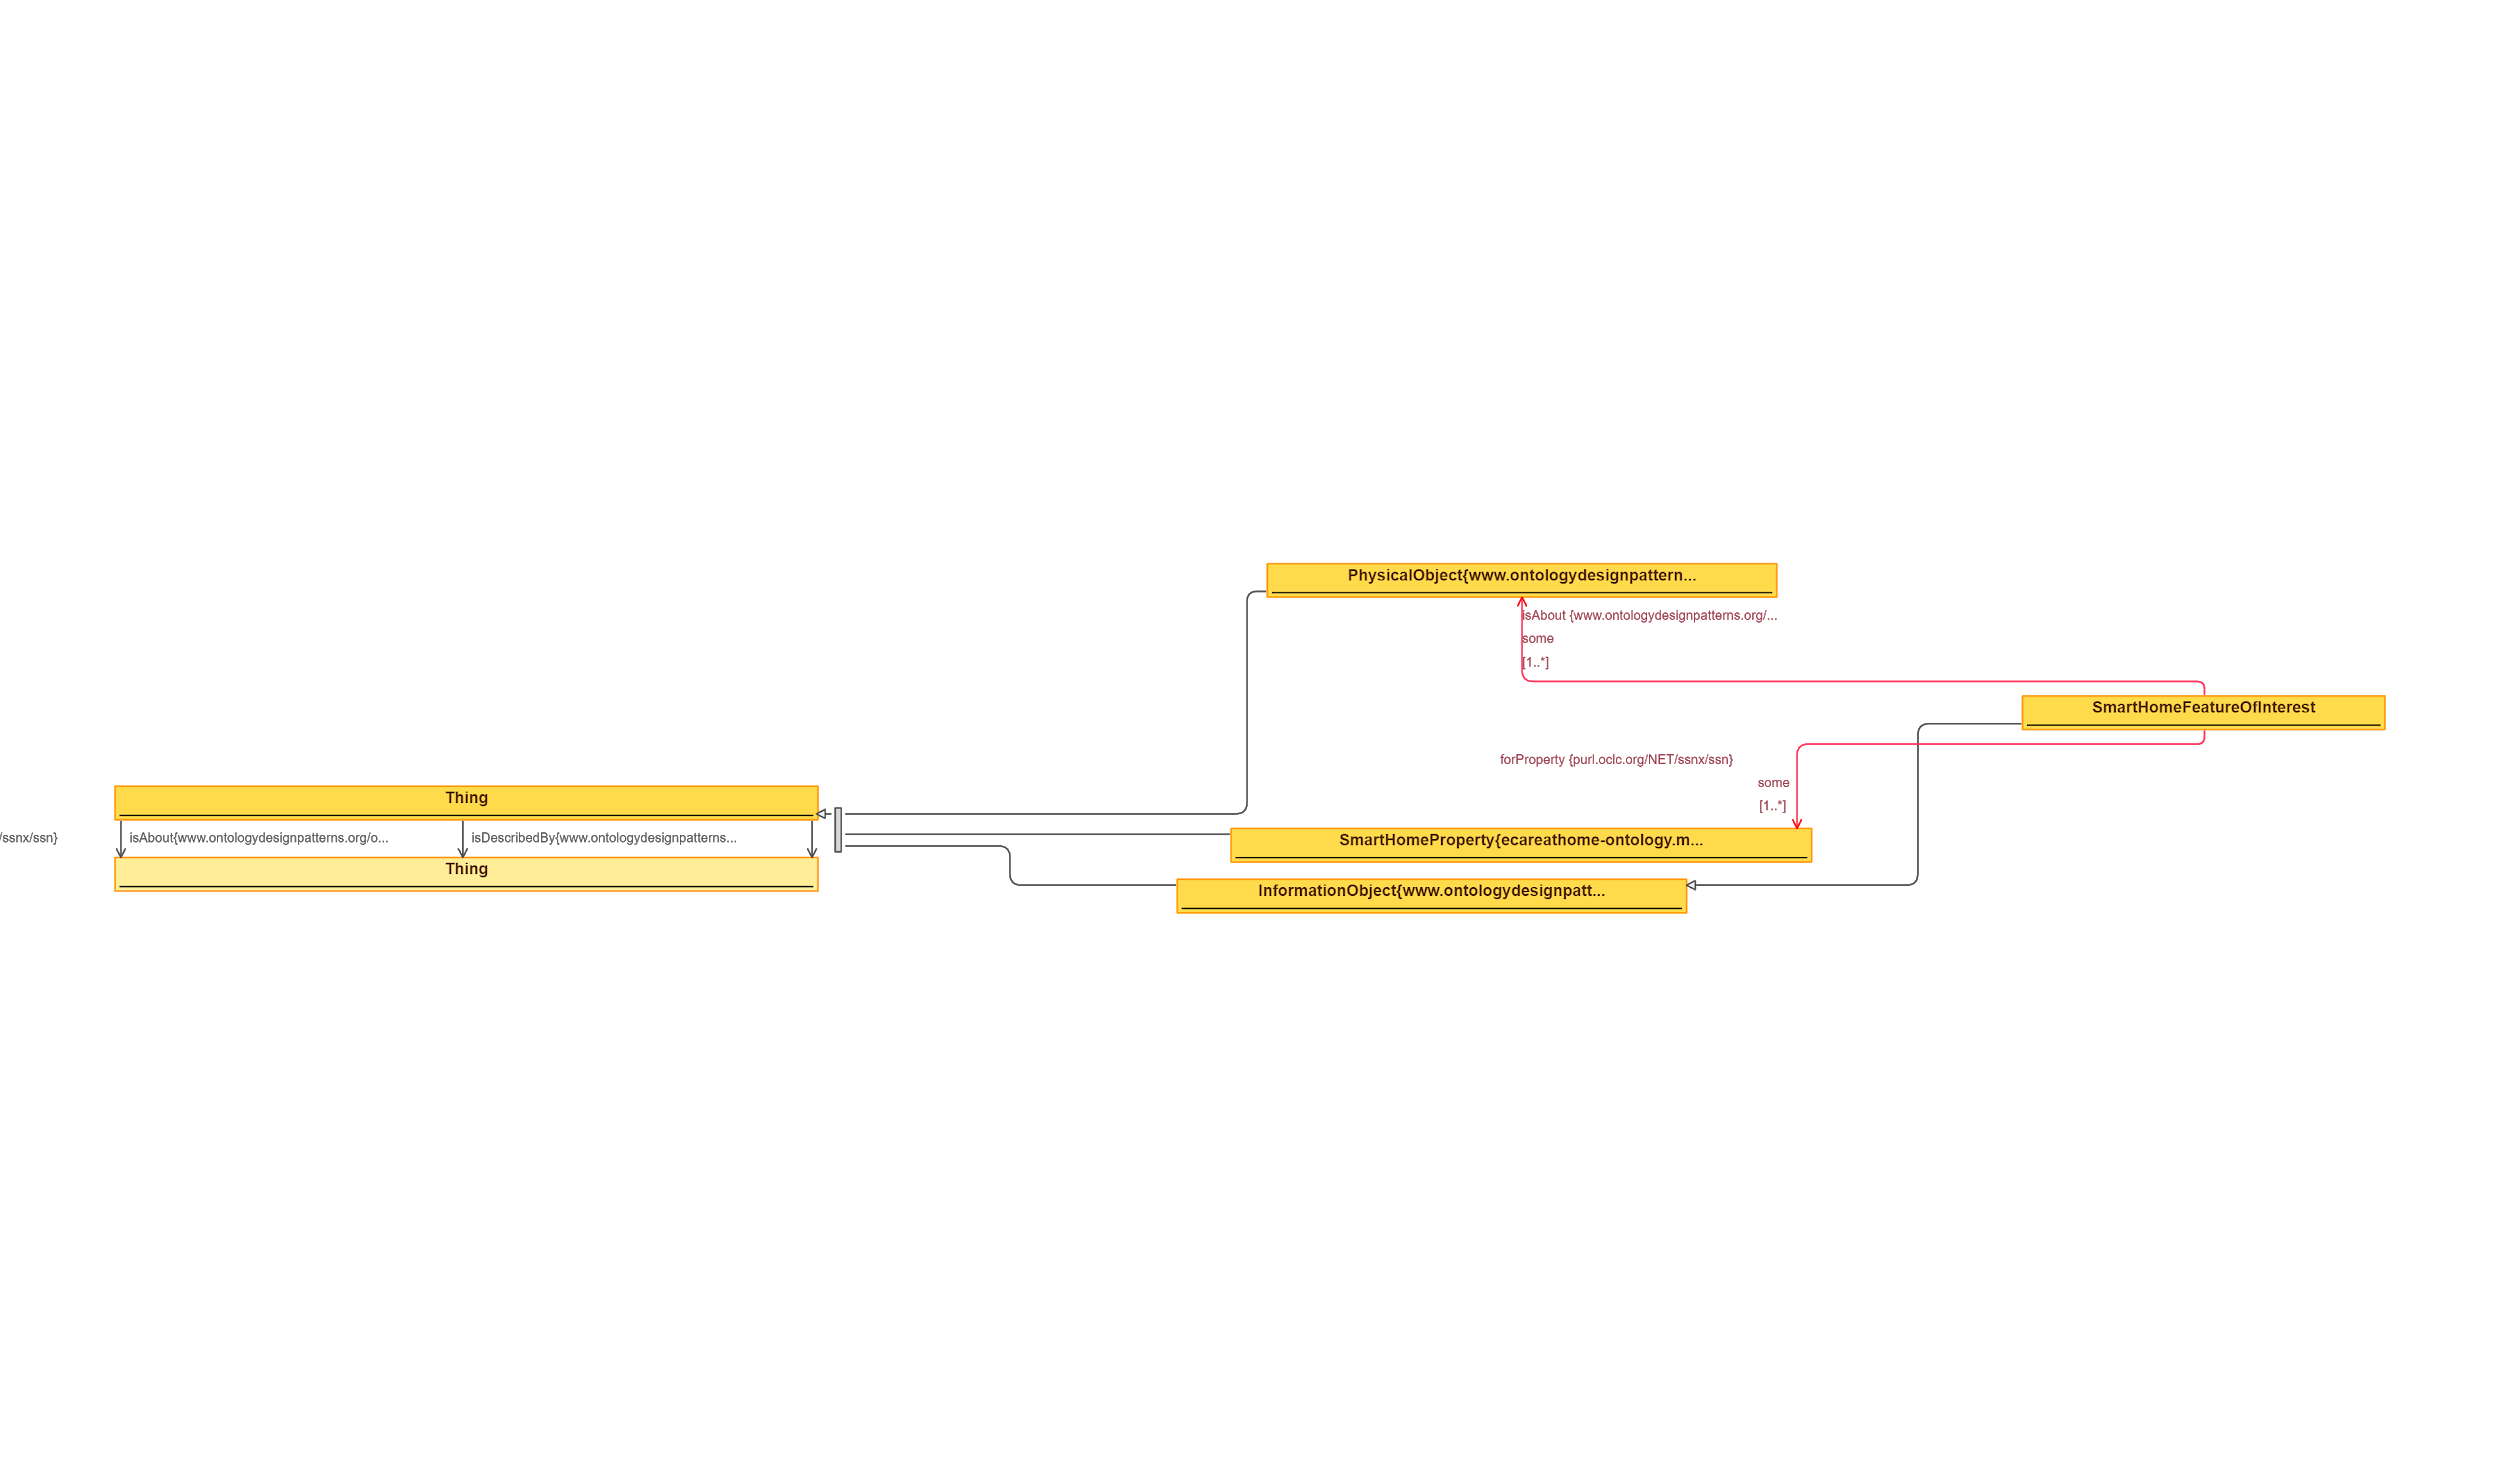 PhysicalObject{www.ontologydesignpattern...
isAbout {www.ontologydesignpatterns.org/...
some
[1..*]
SmartHomeFeatureOfInterest
forProperty {purl.oclc.org/NET/ssnx/ssn}
some
[1..*]
Thing
/ssnx/ssn}
isAbout{www.ontologydesignpatterns.org/o...
isDescribedBy{www.ontologydesignpatterns...
SmartHomeProperty{ecareathome-ontology.m...
Thing
InformationObject{www.ontologydesignpatt...